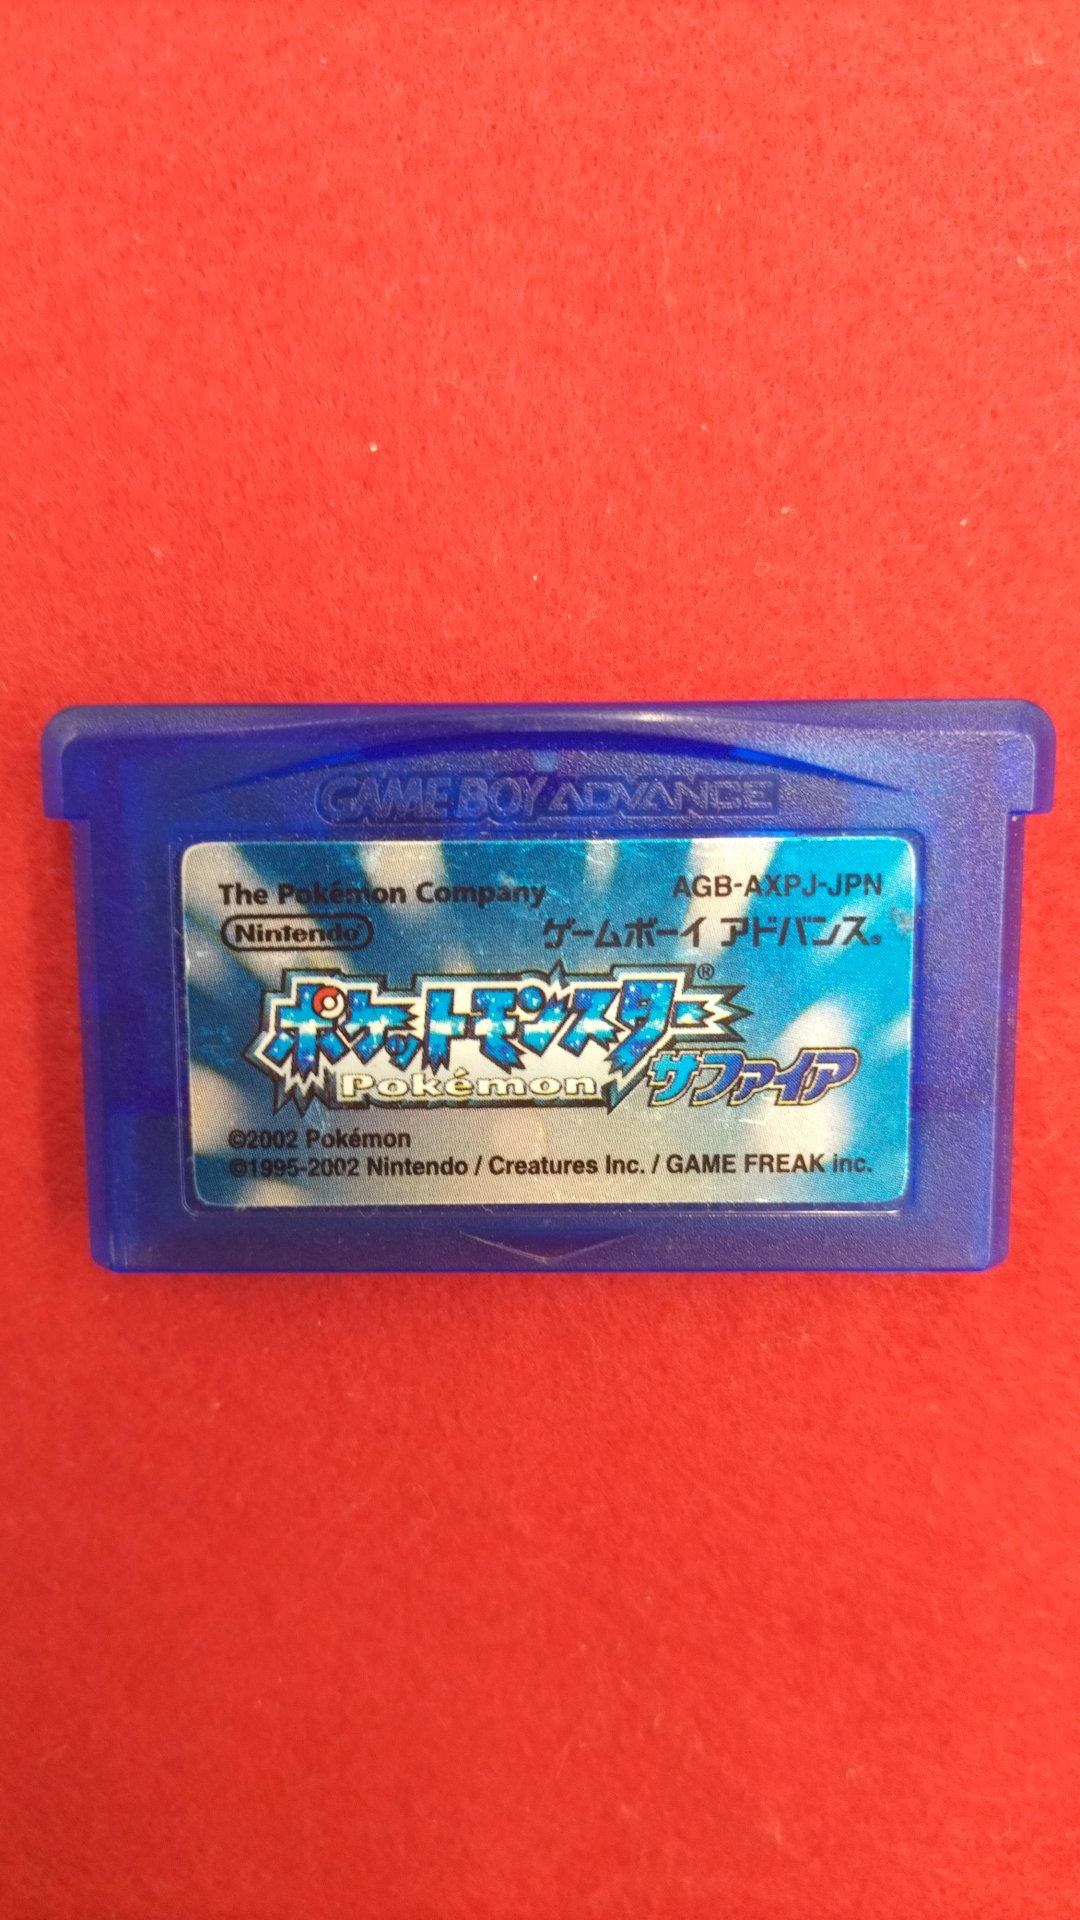 GAME BOY ADVANCE
The Pokémon Company
AGB-AXPJ-JPN
Nintendo
ゲームボーイ アドバンス®
ポケットモンスター®
Pokémon
サファイア
©2002 Pokémon
©1995-2002 Nintendo / Creatures Inc. / GAME FREAK inc.